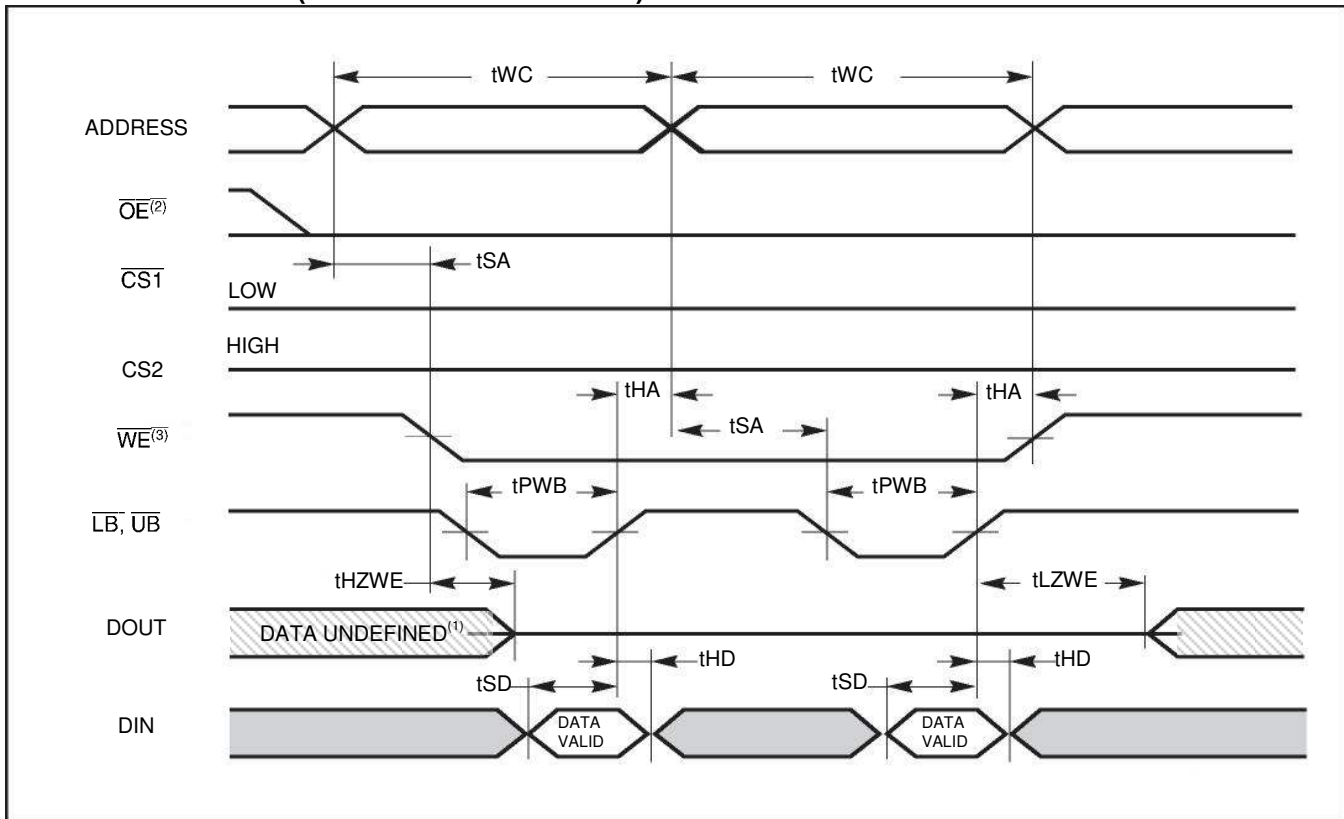 tWC tWC
ADDRESS
OE(2)
tSA
CS1
LOW
HIGH
CS2
tHA tHA
tSA
WE(3)
tPWB tPWB
LB, UB
tHZWE tLZWE
DOUT
DATA UNDEFINED(1)
tHD tHD
tSD tSD
DIN
DATA VALID
DATA VALID